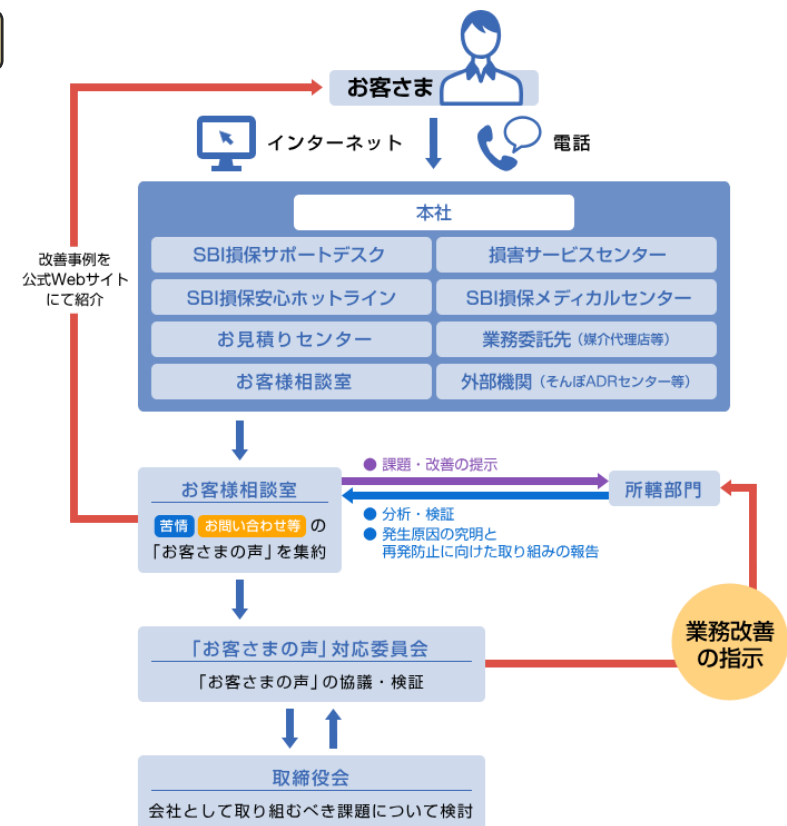 お客さま
インターネット
電話
本社
SBI損保サポートデスク
損害サービスセンター
SBI損保安心ホットライン
SBI損保メディカルセンター
お見積りセンター
業務委託先（媒介代理店等）
お客様相談室
外部機関（そんぽADRセンター等）
改善事例を
公式Webサイト
にて紹介
お客様相談室
苦情 お問い合わせ等 の
「お客さまの声」を集約
● 課題・改善の提示
● 分析・検証
● 発生原因の究明と
再発防止に向けた取り組みの報告
所轄部門
業務改善
の指示
「お客さまの声」対応委員会
「お客さまの声」の協議・検証
取締役会
会社として取り組むべき課題について検討